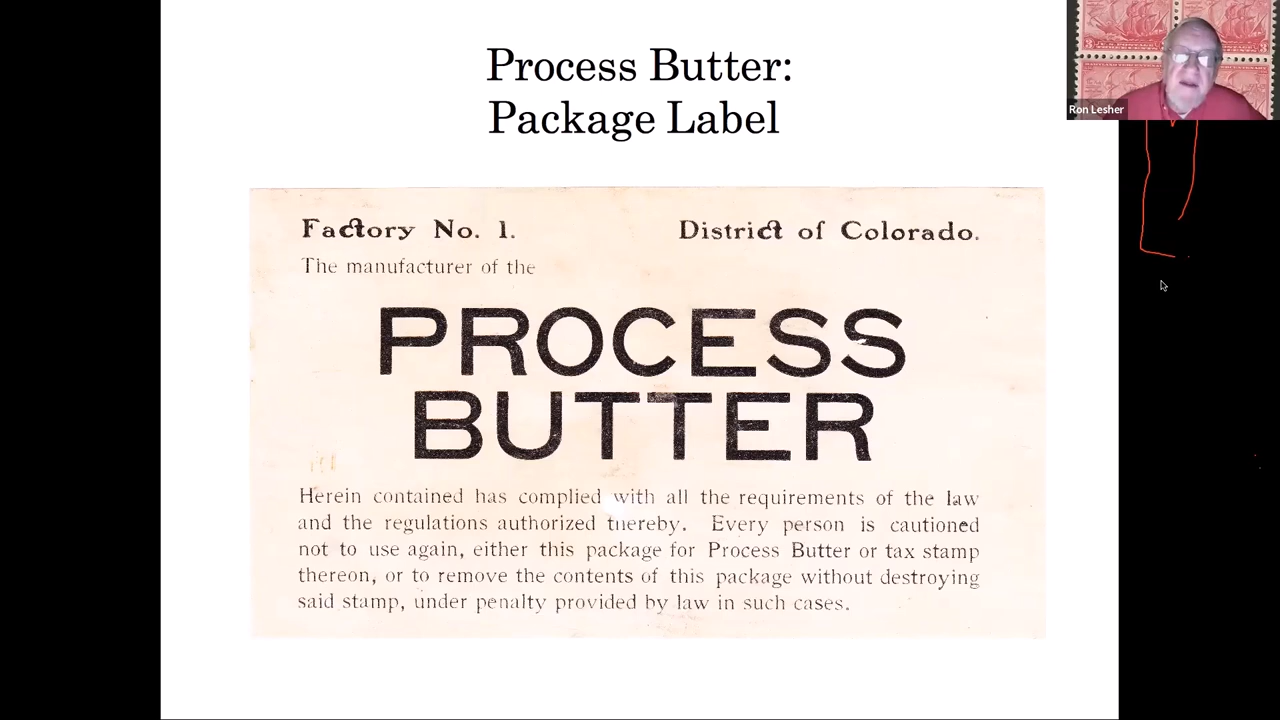 Process Butter:
Package Label
Ron Lesher
Factory No. 1.
District of Colorado.
The manufacturer of the
PROCESS
BUTTER
Herein contained has complied with all the requirements of the law
and the regulations authorized thereby. Every person is cautioned
not to use again, either this package for Process Butter or tax stamp
thereon, or to remove the contents of this package without destroying
said stamp, under penalty provided by law in such cases.